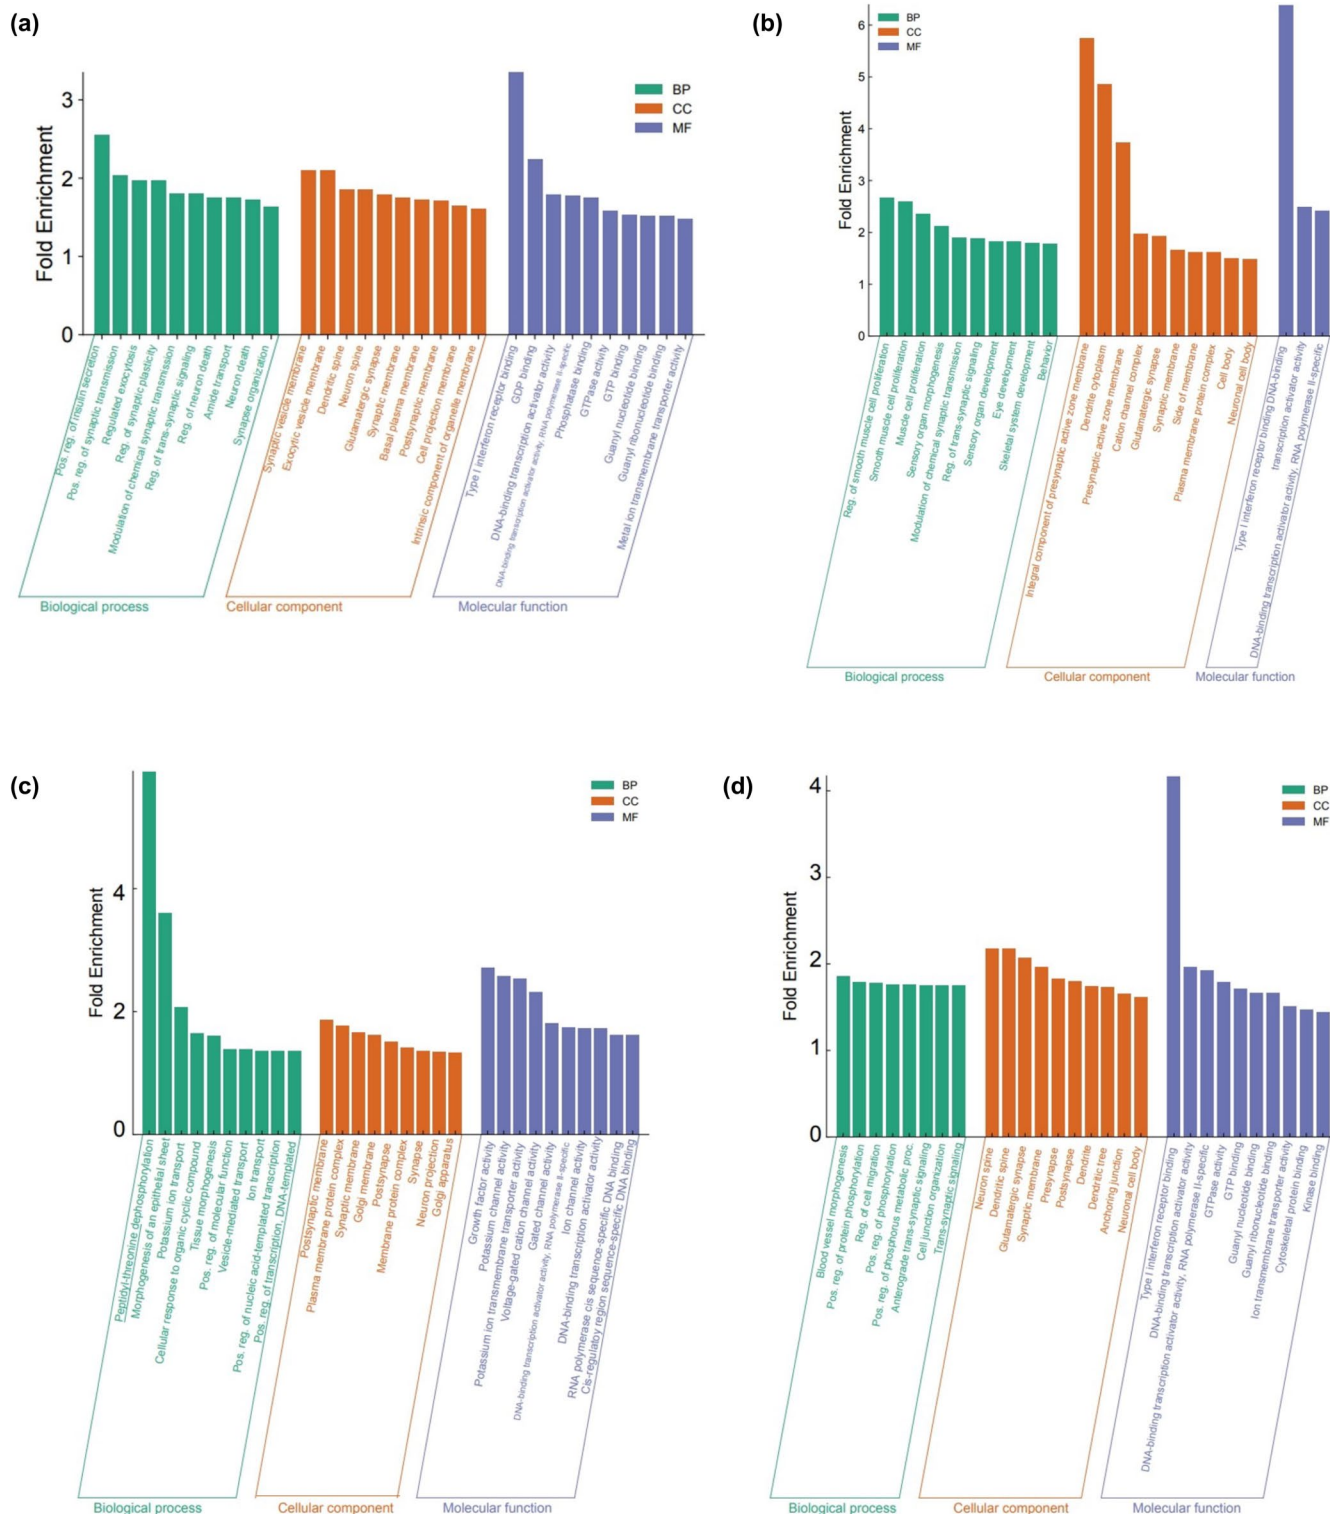 (a)
Fold Enrichment
3
2
1
0
BP
CC
MF
Pos. reg. of insulin secretion
Pos. reg. of synaptic transmission
Regulated exocytosis
Reg. of synaptic plasticity
Modulation of chemical synaptic transmission
Reg. of trans-synaptic signaling
Reg. of neuron death
Amide transport
Neuron death
Synapse organization
Synaptic vesicle membrane
Exocytic vesicle membrane
Dendritic spine
Neuron spine
Glutamatergic synapse
Synaptic membrane
Basal plasma membrane
Postsynaptic membrane
Cell projection membrane
Intrinsic component of organelle membrane
Type I interferon receptor binding
GDP binding
DNA-binding transcription activator activity
DNA-binding transcription activator activity, RNA polymerase II-specific
Phosphatase binding
GTPase activity
GTP binding
Guanyl nucleotide binding
Guanyl ribonucleotide binding
Metal ion transmembrane transporter activity
Biological process
Cellular component
Molecular function
(b)
Fold Enrichment
6
5
4
3
2
1
0
BP
CC
MF
Reg. of smooth muscle cell proliferation
Smooth muscle cell proliferation
Muscle cell proliferation
Sensory organ morphogenesis
Modulation of chemical synaptic transmission
Reg. of trans-synaptic signaling
Sensory organ development
Eye development
Skeletal system development
Behavior
Integral component of presynaptic active zone membrane
Dendrite cytoplasm
Presynaptic active zone membrane
Cation channel complex
Glutamatergic synapse
Synaptic membrane
Side of membrane
Plasma membrane protein complex
Cell body
Neuronal cell body
Type I interferon receptor binding DNA-binding
transcription activator activity
DNA-binding transcription activator activity, RNA polymerase II-specific
Biological process
Cellular component
Molecular function
(c)
Fold Enrichment
4
2
0
BP
CC
MF
Peptidyl-threonine dephosphorylation
Morphogenesis of an epithelial sheet
Potassium ion transport
Cellular response to organic cyclic compound
Tissue morphogenesis
Pos. reg. of molecular function
Vesicle-mediated transport
Ion transport
Pos. reg. of nucleic acid-templated transcription
Pos. reg. of transcription, DNA-templated
Postsynaptic membrane
Plasma membrane protein complex
Synaptic membrane
Golgi membrane
Postsynapse
Membrane protein complex
Synapse
Neuron projection
Golgi apparatus
Growth factor activity
Potassium channel activity
Potassium ion transmembrane transporter activity
Voltage-gated cation channel activity
Gated channel activity
DNA-binding transcription activator activity, RNA polymerase II-specific
Ion channel activity
DNA-binding transcription activator activity
RNA polymerase cis sequence-specific DNA binding
Cis-regulatory region sequence-specific DNA binding
Biological process
Cellular component
Molecular function
(d)
Fold Enrichment
4
3
2
1
0
BP
CC
MF
Blood vessel morphogenesis
Pos. reg. of protein phosphorylation
Reg. of cell migration
Pos. reg. of phosphorylation
Pos. reg. of phosphorus metabolic proc.
Anterograde trans-synaptic signaling
Cell junction organization
Trans-synaptic signaling
Neuron spine
Dendritic spine
Glutamatergic synapse
Synaptic membrane
Presynapse
Postsynapse
Dendrite
Dendritic tree
Anchoring junction
Neuronal cell body
Type I interferon receptor binding
DNA-binding transcription activator activity
DNA-binding transcription activator activity, RNA polymerase II-specific
GTPase activity
GTP binding
Guanyl nucleotide binding
Guanyl ribonucleotide binding
Ion transmembrane transporter activity
Cytoskeletal protein binding
Kinase binding
Biological process
Cellular component
Molecular function